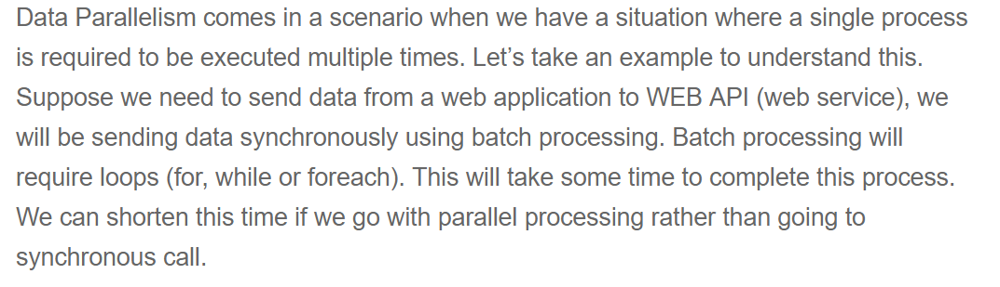 Data Parallelism comes in a scenario when we have a situation where a single process
is required to be executed multiple times. Let’s take an example to understand this.
Suppose we need to send data from a web application to WEB API (web service), we
will be sending data synchronously using batch processing. Batch processing will
require loops (for, while or foreach). This will take some time to complete this process.
We can shorten this time if we go with parallel processing rather than going to
synchronous call.